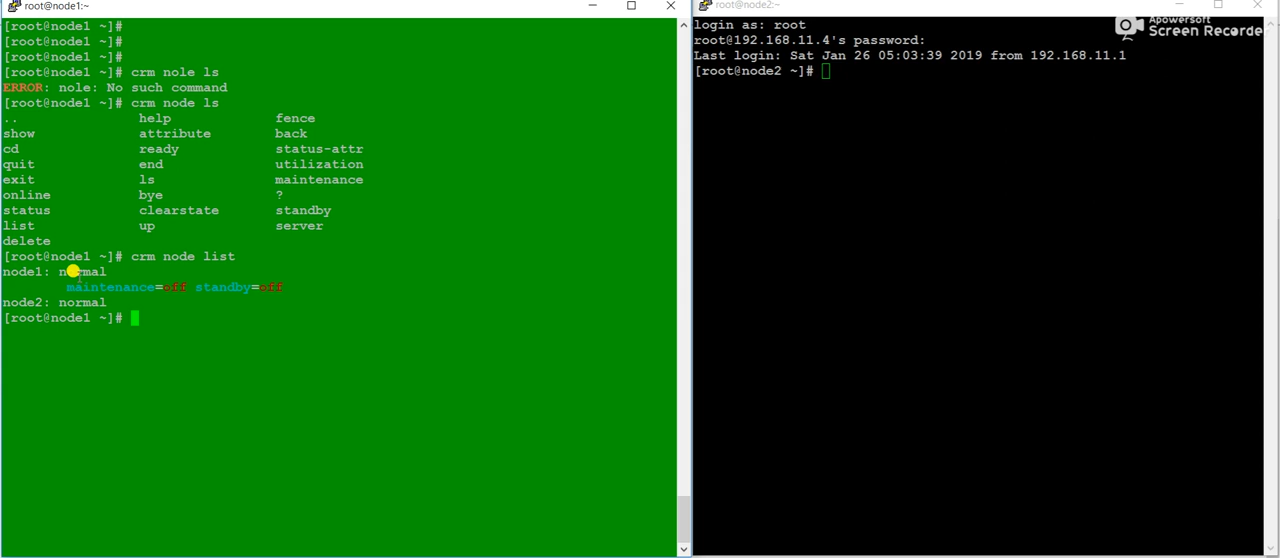 root@node1:~
[root@node1 ~]#
[root@node1 ~]#
[root@node1 ~]#
[root@node1 ~]# crm nole ls
ERROR: nole: No such command
[root@node1 ~]# crm node ls
.. help fence
show attribute back
cd ready status-attr
quit end utilization
exit ls maintenance
online bye ?
status clearstate standby
list up server
delete
[root@node1 ~]# crm node list
node1: normal
maintenance=off standby=off
node2: normal
[root@node1 ~]#
root@node2:~
login as: root
root@192.168.11.4's password:
Last login: Sat Jan 26 05:03:39 2019 from 192.168.11.1
[root@node2 ~]#
Apowersoft
Screen Recorder